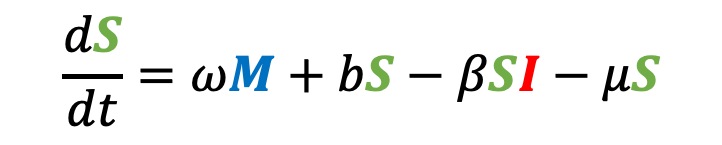 dS/dt = ωM + bS − βSI − μS